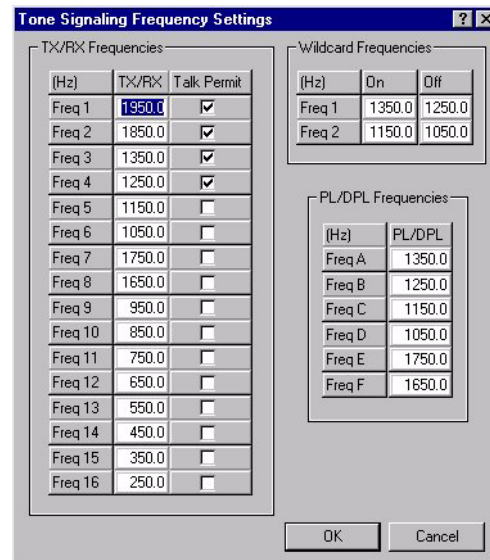 Tone Signaling Frequency Settings
TX/RX Frequencies
(Hz) TX/RX Talk Permit
Freq 1 1950.0
Freq 2 1850.0
Freq 3 1350.0
Freq 4 1250.0
Freq 5 1150.0
Freq 6 1050.0
Freq 7 1750.0
Freq 8 1650.0
Freq 9 950.0
Freq 10 850.0
Freq 11 750.0
Freq 12 650.0
Freq 13 550.0
Freq 14 450.0
Freq 15 350.0
Freq 16 250.0
Wildcard Frequencies
(Hz) On Off
Freq 1 1350.0 1250.0
Freq 2 1150.0 1050.0
PL/DPL Frequencies
(Hz) PL/DPL
Freq A 1350.0
Freq B 1250.0
Freq C 1150.0
Freq D 1050.0
Freq E 1750.0
Freq F 1650.0
OK Cancel